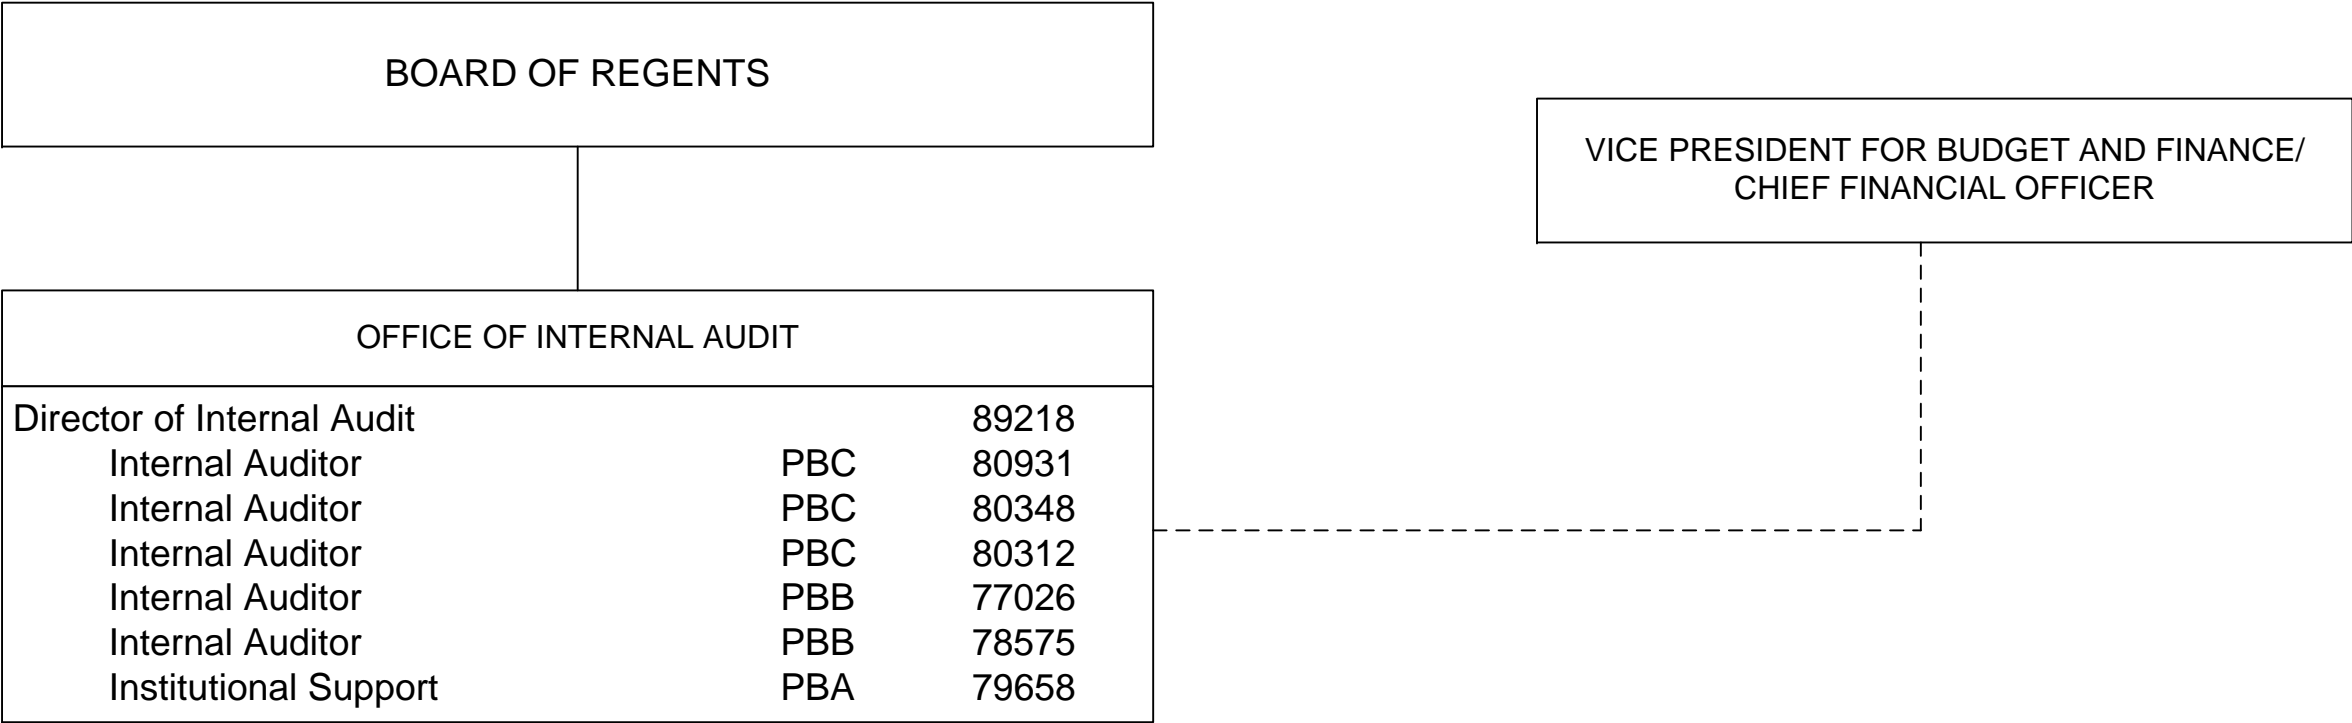 BOARD OF REGENTS
VICE PRESIDENT FOR BUDGET AND FINANCE/
CHIEF FINANCIAL OFFICER
OFFICE OF INTERNAL AUDIT
Director of Internal Audit 89218
Internal Auditor PBC 80931
Internal Auditor PBC 80348
Internal Auditor PBC 80312
Internal Auditor PBB 77026
Internal Auditor PBB 78575
Institutional Support PBA 79658